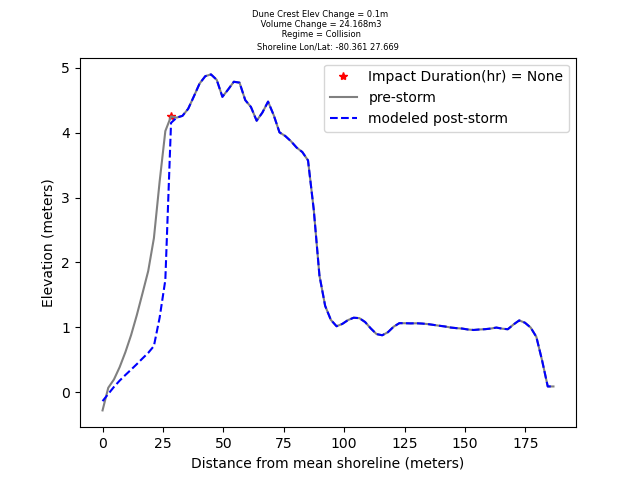 Dune Crest Elev Change = 0.1m
Volume Change = 24.168m3
Regime = Collision
Shoreline Lon/Lat: -80.361 27.669
Impact Duration(hr) = None
pre-storm
modeled post-storm
Elevation (meters)
5
4
3
2
1
0
0 25 50 75 100 125 150 175
Distance from mean shoreline (meters)